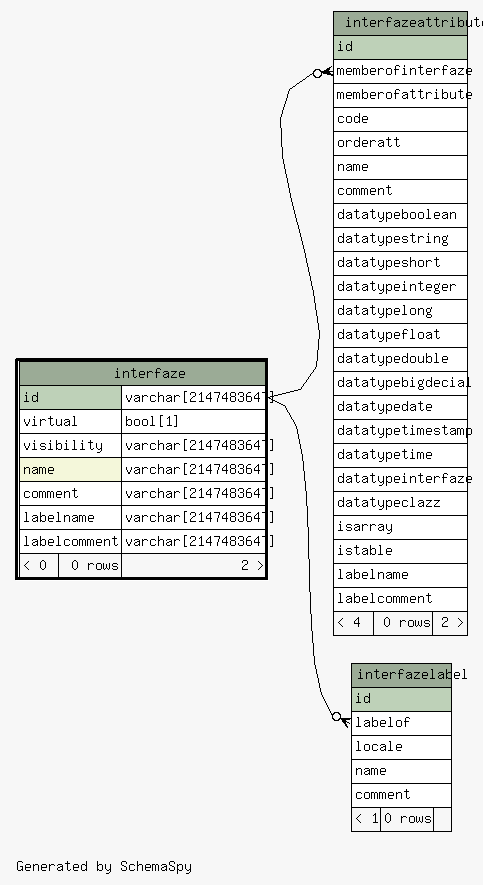 interfazeattribute
id
memberofinterfaze
memberofattribute
code
orderatt
name
comment
datatypeboolean
datatypestring
datatypeshort
datatypeinteger
datatypelong
datatypefloat
datatypedouble
datatypebigdecial
datatypedate
datatypetimestamp
datatypetime
datatypeinterfaze
datatypeclazz
isarray
istable
labelname
labelcomment
< 4 0 rows 2 >
interfaze
id varchar[2147483647]
virtual bool[1]
visibility varchar[2147483647]
name varchar[2147483647]
comment varchar[2147483647]
labelname varchar[2147483647]
labelcomment varchar[2147483647]
< 0 0 rows 2 >
interfazelabel
id
labelof
locale
name
comment
< 1 0 rows
Generated by SchemaSpy